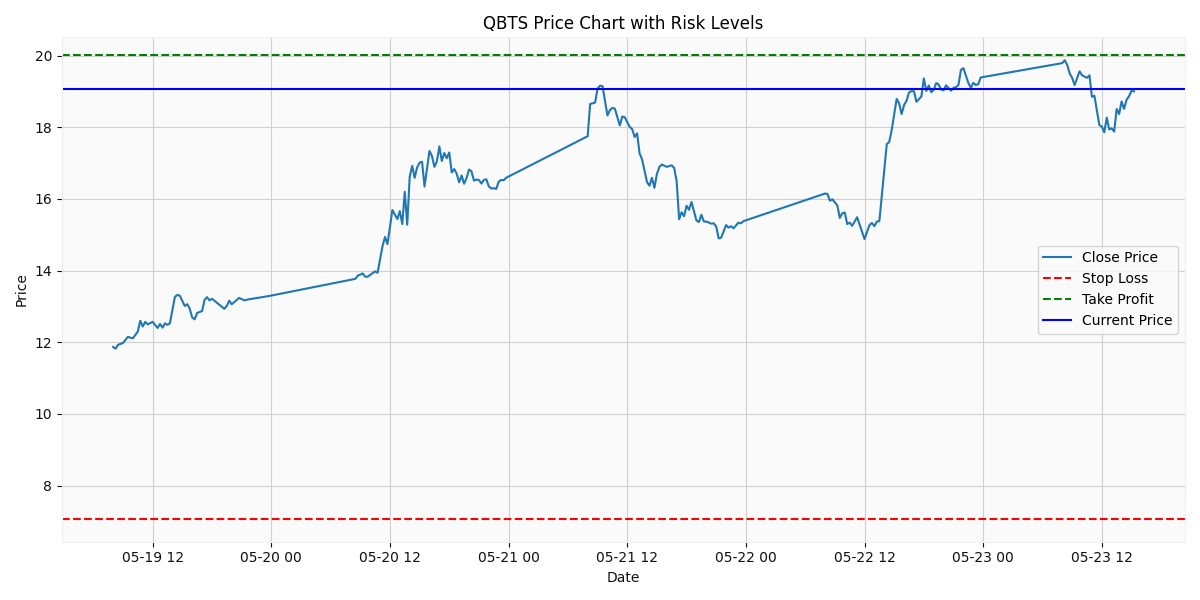 QBTS Price Chart with Risk Levels
Price
20
18
16
14
12
10
8
Close Price
Stop Loss
Take Profit
Current Price
05-19 12
05-20 00
05-20 12
05-21 00
05-21 12
05-22 00
05-22 12
05-23 00
05-23 12
Date